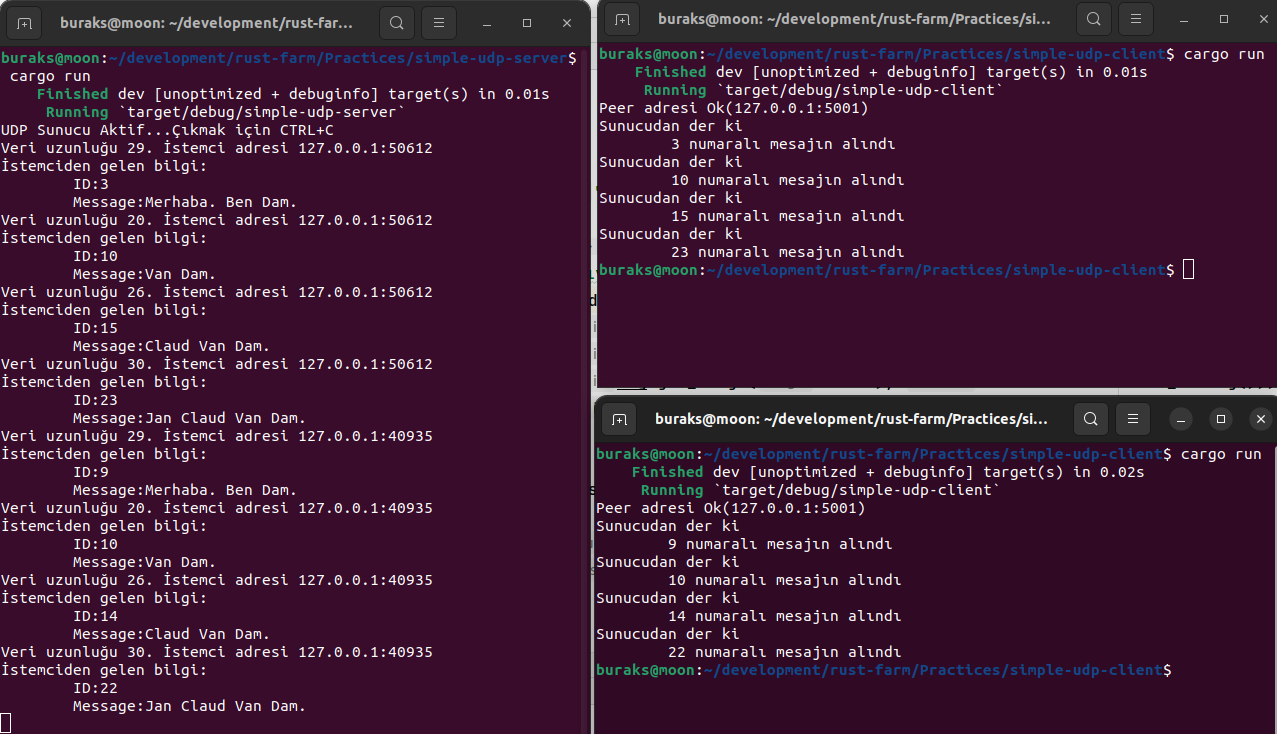 buraks@moon: ~/development/rust-far...
buraks@moon:~/development/rust-farm/Practices/simple-udp-server$
cargo run
Finished dev [unoptimized + debuginfo] target(s) in 0.01s
Running `target/debug/simple-udp-server`
UDP Sunucu Aktif...Çıkmak için CTRL+C
Veri uzunluğu 29. İstemci adresi 127.0.0.1:50612
İstemciden gelen bilgi:
ID:3
Message:Merhaba. Ben Dam.
Veri uzunluğu 20. İstemci adresi 127.0.0.1:50612
İstemciden gelen bilgi:
ID:10
Message:Van Dam.
Veri uzunluğu 26. İstemci adresi 127.0.0.1:50612
İstemciden gelen bilgi:
ID:15
Message:Claud Van Dam.
Veri uzunluğu 30. İstemci adresi 127.0.0.1:50612
İstemciden gelen bilgi:
ID:23
Message:Jan Claud Van Dam.
Veri uzunluğu 29. İstemci adresi 127.0.0.1:40935
İstemciden gelen bilgi:
ID:9
Message:Merhaba. Ben Dam.
Veri uzunluğu 20. İstemci adresi 127.0.0.1:40935
İstemciden gelen bilgi:
ID:10
Message:Van Dam.
Veri uzunluğu 26. İstemci adresi 127.0.0.1:40935
İstemciden gelen bilgi:
ID:14
Message:Claud Van Dam.
Veri uzunluğu 30. İstemci adresi 127.0.0.1:40935
İstemciden gelen bilgi:
ID:22
Message:Jan Claud Van Dam.
buraks@moon: ~/development/rust-farm/Practices/si...
buraks@moon:~/development/rust-farm/Practices/simple-udp-client$ cargo run
Finished dev [unoptimized + debuginfo] target(s) in 0.01s
Running `target/debug/simple-udp-client`
Peer adresi Ok(127.0.0.1:5001)
Sunucudan der ki
3 numaralı mesajın alındı
Sunucudan der ki
10 numaralı mesajın alındı
Sunucudan der ki
15 numaralı mesajın alındı
Sunucudan der ki
23 numaralı mesajın alındı
buraks@moon:~/development/rust-farm/Practices/simple-udp-client$
buraks@moon: ~/development/rust-farm/Practices/si...
buraks@moon:~/development/rust-farm/Practices/simple-udp-client$ cargo run
Finished dev [unoptimized + debuginfo] target(s) in 0.02s
Running `target/debug/simple-udp-client`
Peer adresi Ok(127.0.0.1:5001)
Sunucudan der ki
9 numaralı mesajın alındı
Sunucudan der ki
10 numaralı mesajın alındı
Sunucudan der ki
14 numaralı mesajın alındı
Sunucudan der ki
22 numaralı mesajın alındı
buraks@moon:~/development/rust-farm/Practices/simple-udp-client$